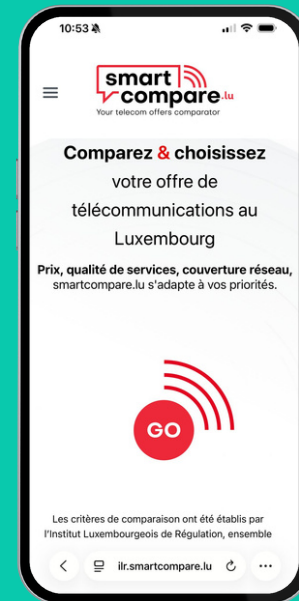 10:53
smart
compare.lu
Your telecom offers comparator
Comparez & choisissez
votre offre de
télécommunications au
Luxembourg
Prix, qualité de services, couverture réseau,
smartcompare.lu s'adapte à vos priorités.
GO
Les critères de comparaison ont été établis par
l'Institut Luxembourgeois de Régulation, ensemble
ilr.smartcompare.lu